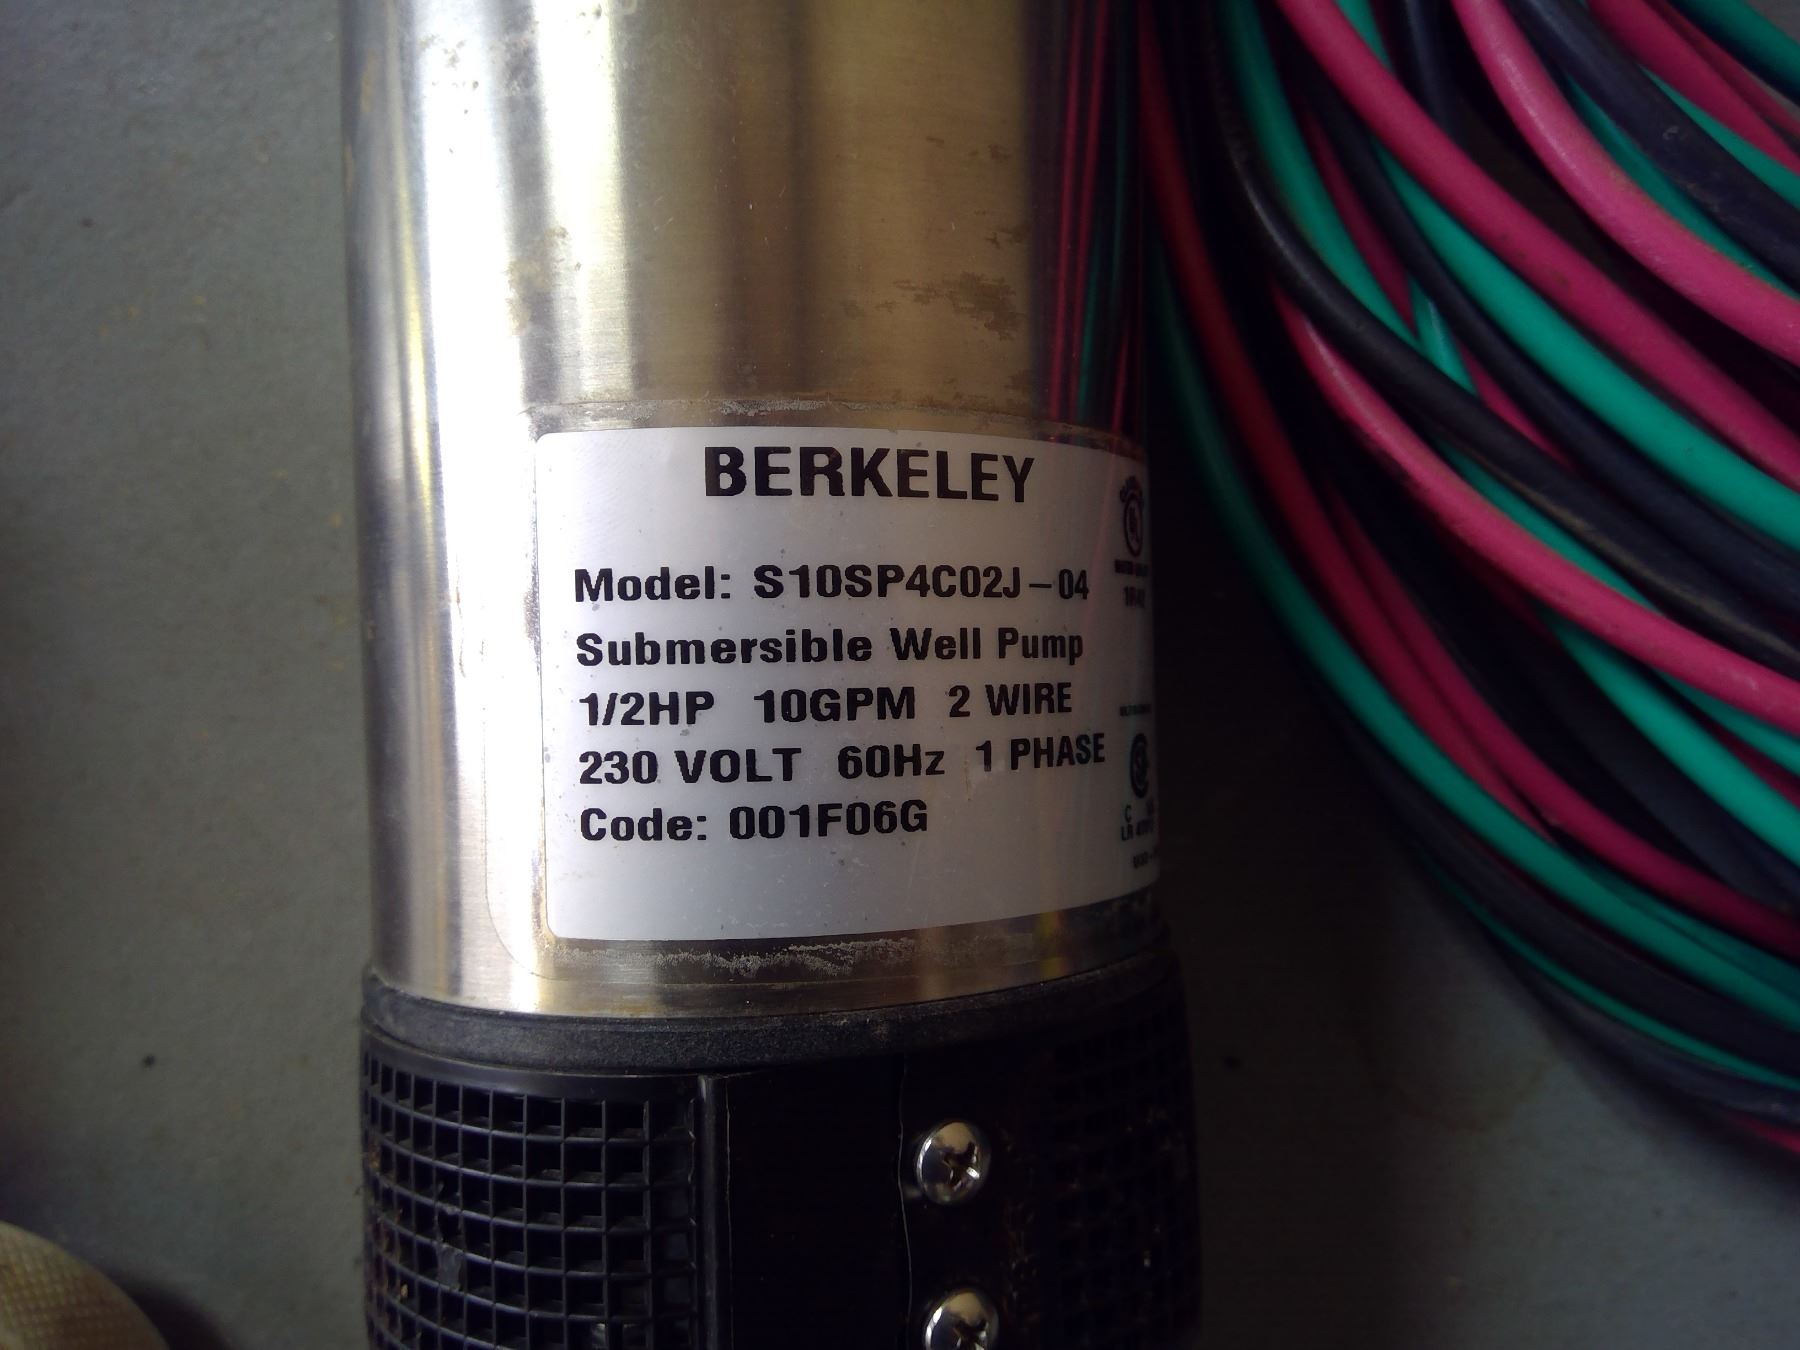 BERKELEY
Model: S10SP4C02J-04
Submersible Well Pump
1/2HP 10GPM 2 WIRE
230 VOLT 60Hz 1 PHASE
Code: 001F06G
UL